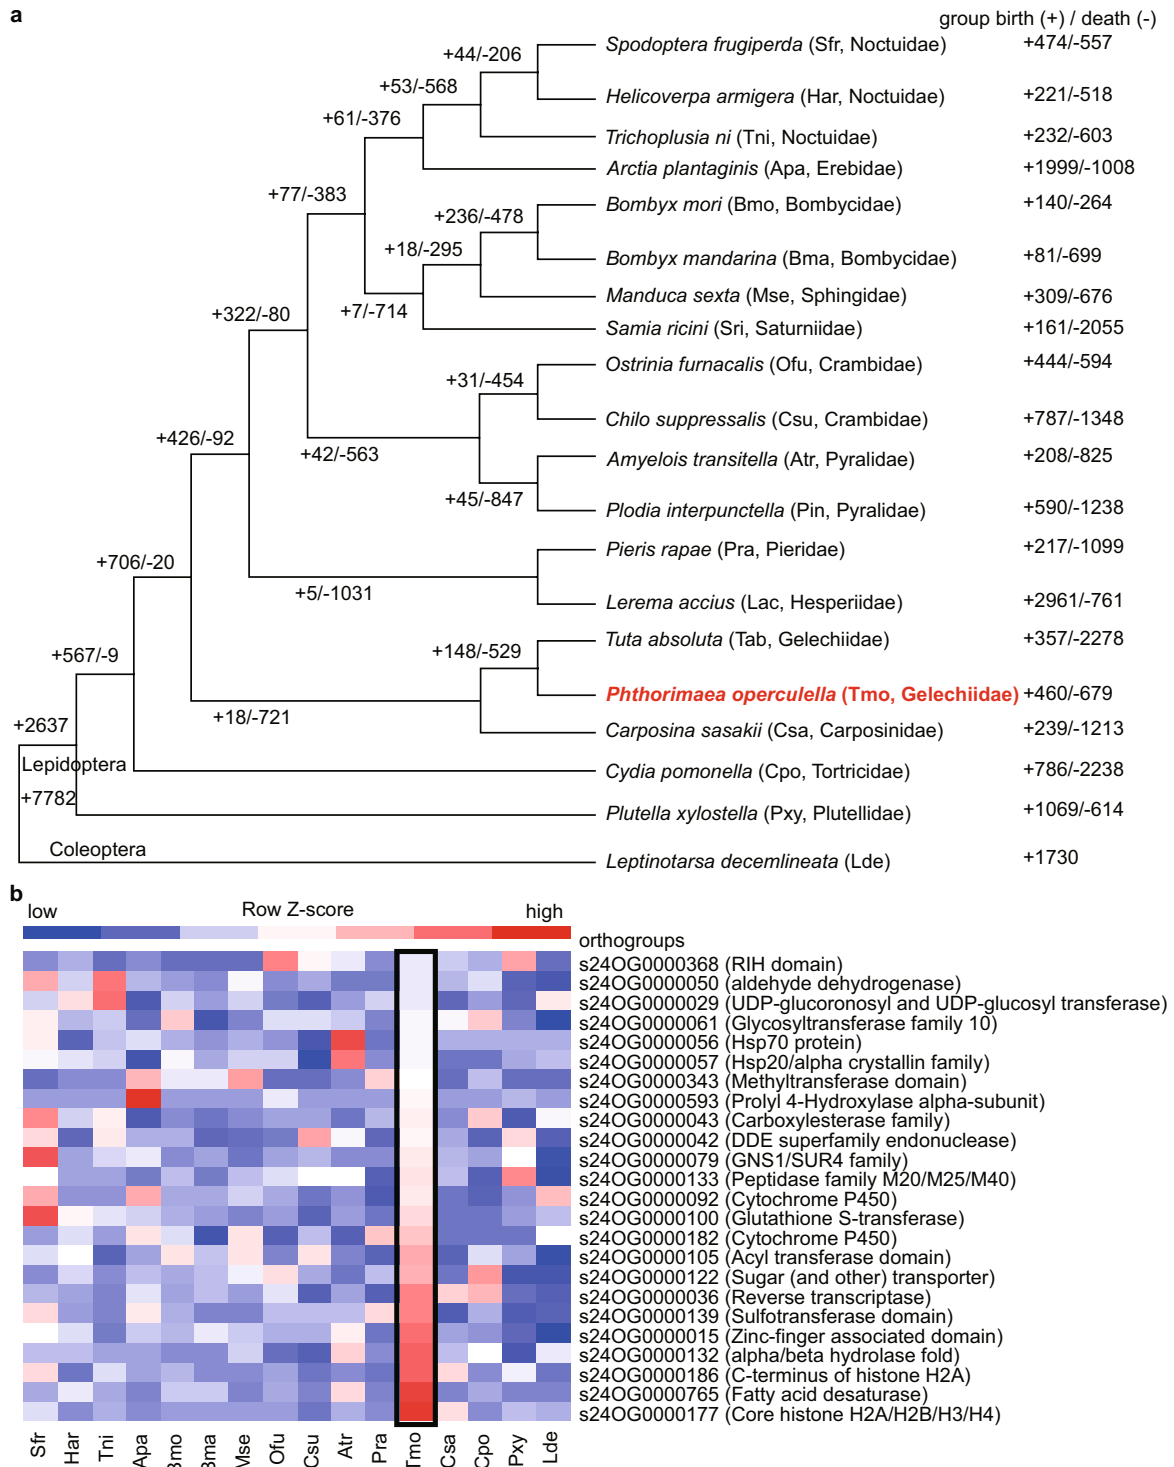 a
group birth (+) / death (-)
Spodoptera frugiperda (Sfr, Noctuidae) +474/-557
+44/-206
+53/-568
Helicoverpa armigera (Har, Noctuidae) +221/-518
+61/-376
Trichoplusia ni (Tni, Noctuidae) +232/-603
Arctia plantaginis (Apa, Erebidae) +1999/-1008
+77/-383
Bombyx mori (Bmo, Bombycidae) +140/-264
+236/-478
+18/-295
Bombyx mandarina (Bma, Bombycidae) +81/-699
Manduca sexta (Mse, Sphingidae) +309/-676
+322/-80
+7/-714
Samia ricini (Sri, Saturniidae) +161/-2055
Ostrinia furnacalis (Ofu, Crambidae) +444/-594
+31/-454
Chilo suppressalis (Csu, Crambidae) +787/-1348
+426/-92
+42/-563
Amyelois transitella (Atr, Pyralidae) +208/-825
+45/-847
Plodia interpunctella (Pin, Pyralidae) +590/-1238
Pieris rapae (Pra, Pieridae) +217/-1099
+706/-20
+5/-1031
Lerema accius (Lac, Hesperiidae) +2961/-761
Tuta absoluta (Tab, Gelechiidae) +357/-2278
+148/-529
+567/-9
Phthorimaea operculella (Tmo, Gelechiidae) +460/-679
+18/-721
+2637
Carposina sasakii (Csa, Carposinidae) +239/-1213
Lepidoptera
Cydia pomonella (Cpo, Tortricidae) +786/-2238
+7782
Plutella xylostella (Pxy, Plutellidae) +1069/-614
Coleoptera
Leptinotarsa decemlineata (Lde) +1730
b
low Row Z-score high
orthogroups
s24OG0000368 (RIH domain)
s24OG0000050 (aldehyde dehydrogenase)
s24OG0000029 (UDP-glucoronosyl and UDP-glucosyl transferase)
s24OG0000061 (Glycosyltransferase family 10)
s24OG0000056 (Hsp70 protein)
s24OG0000057 (Hsp20/alpha crystallin family)
s24OG0000343 (Methyltransferase domain)
s24OG0000593 (Prolyl 4-Hydroxylase alpha-subunit)
s24OG0000043 (Carboxylesterase family)
s24OG0000042 (DDE superfamily endonuclease)
s24OG0000079 (GNS1/SUR4 family)
s24OG0000133 (Peptidase family M20/M25/M40)
s24OG0000092 (Cytochrome P450)
s24OG0000100 (Glutathione S-transferase)
s24OG0000182 (Cytochrome P450)
s24OG0000105 (Acyl transferase domain)
s24OG0000122 (Sugar (and other) transporter)
s24OG0000036 (Reverse transcriptase)
s24OG0000139 (Sulfotransferase domain)
s24OG0000015 (Zinc-finger associated domain)
s24OG0000132 (alpha/beta hydrolase fold)
s24OG0000186 (C-terminus of histone H2A)
s24OG0000765 (Fatty acid desaturase)
s24OG0000177 (Core histone H2A/H2B/H3/H4)
Sfr Har Tni Apa Bmo Bma Mse Ofu Csu Atr Pra Tmo Csa Cpo Pxy Lde